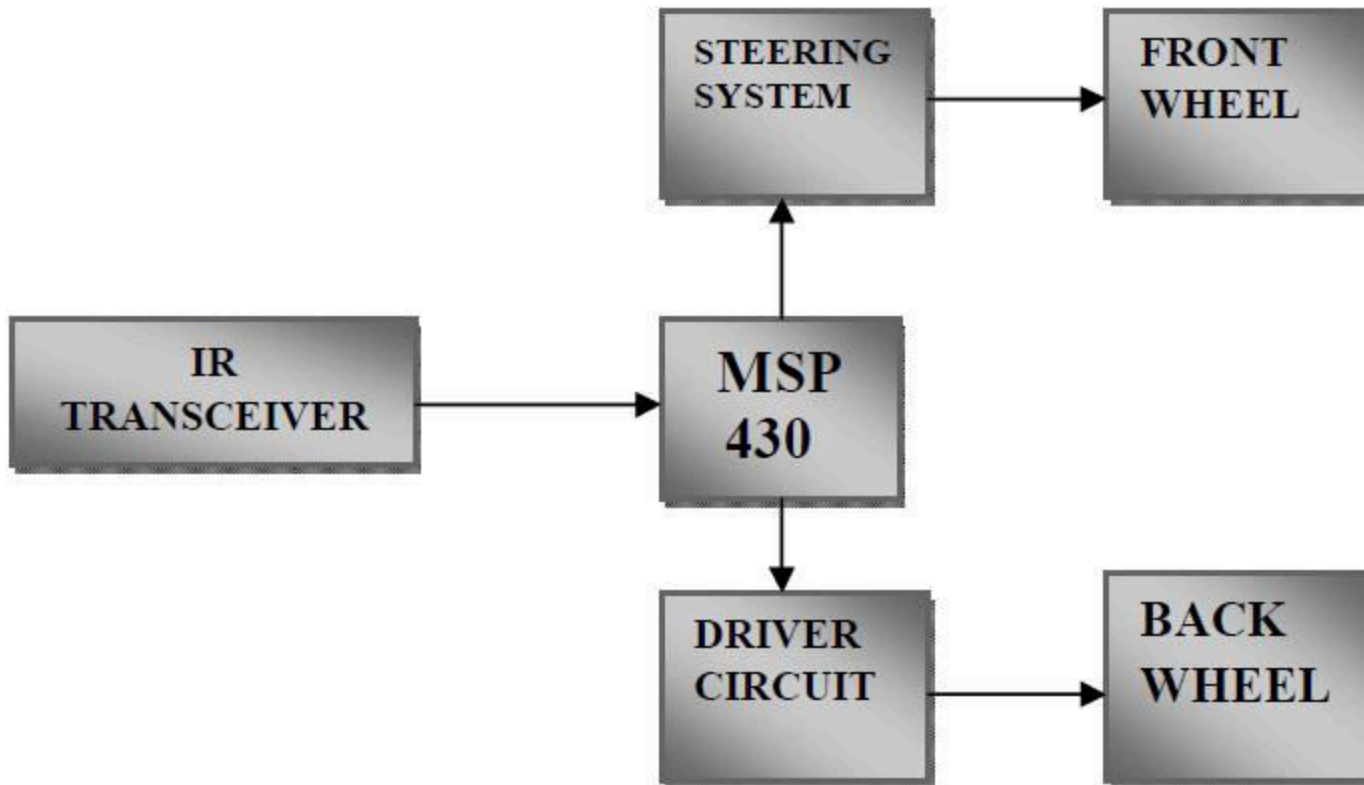 STEERING
SYSTEM
FRONT
WHEEL
IR
TRANSCEIVER
MSP
430
DRIVER
CIRCUIT
BACK
WHEEL